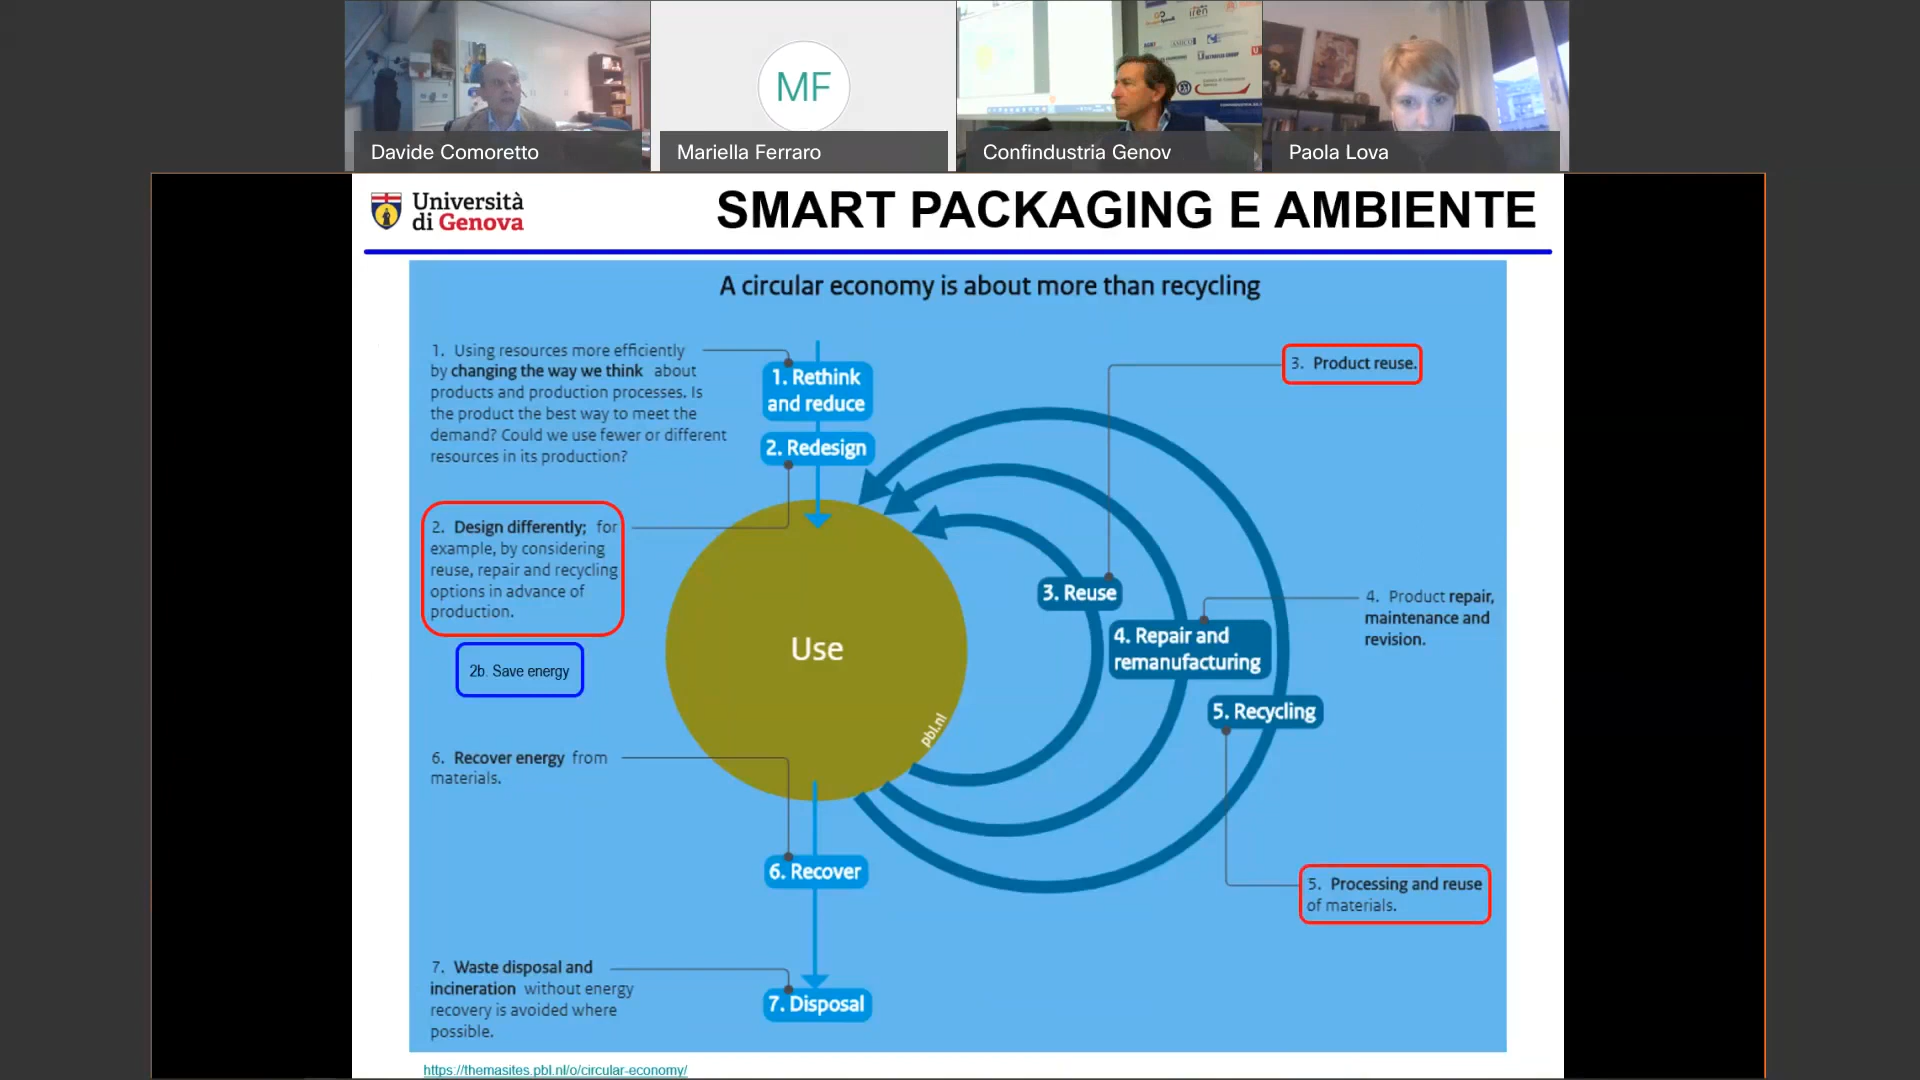 iren
AMICO
MF
Davide Comoretto
Mariella Ferraro
Confindustria Genov
Paola Lova
Università
di Genova
SMART PACKAGING E AMBIENTE
A circular economy is about more than recycling
1. Using resources more efficiently
by changing the way we think about
products and production processes. Is
the product the best way to meet the
demand? Could we use fewer or different
resources in its production?
1. Rethink
and reduce
2. Redesign
3. Product reuse.
2. Design differently; for
example, by considering
reuse, repair and recycling
options in advance of
production.
2b. Save energy
Use
pbl.nl
3. Reuse
4. Repair and
remanufacturing
4. Product repair,
maintenance and
revision.
5. Recycling
6. Recover energy from
materials.
6. Recover
5. Processing and reuse
of materials.
7. Waste disposal and
incineration without energy
recovery is avoided where
possible.
7. Disposal
https://themasites.pbl.nl/o/circular-economy/